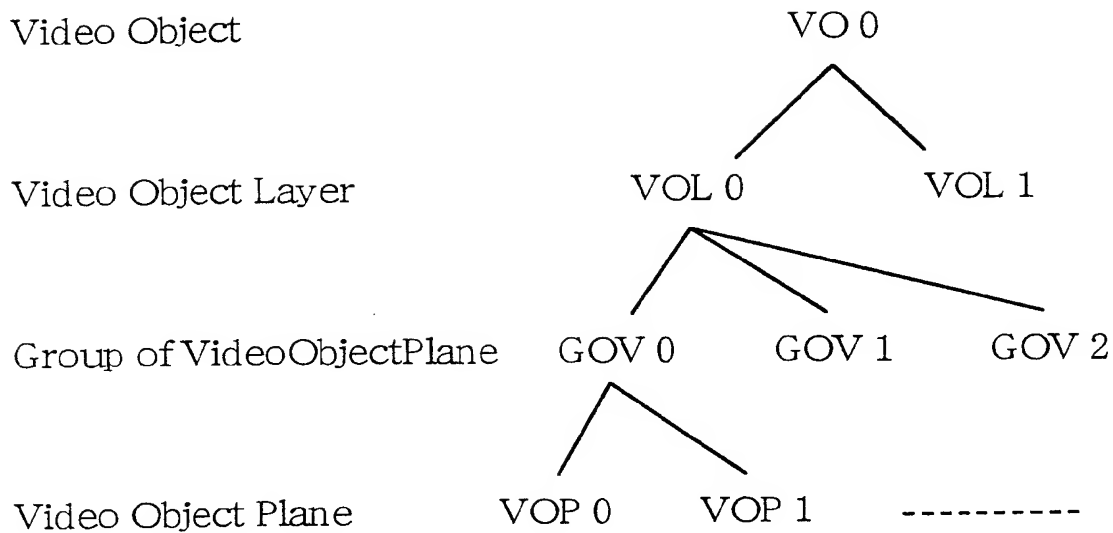 Video Object VO 0
Video Object Layer VOL 0 VOL 1
Group of VideoObjectPlane GOV 0 GOV 1 GOV 2
Video Object Plane VOP 0 VOP 1 ----------